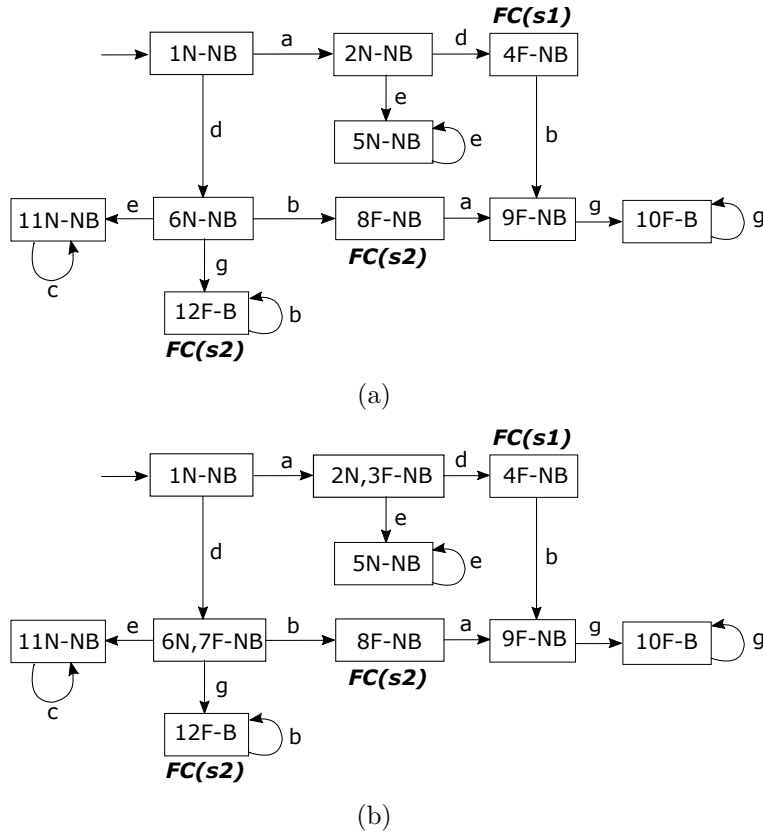 FC(s1)
1N-NB a 2N-NB d 4F-NB
e
d 5N-NB e b
11N-NB e 6N-NB b 8F-NB a 9F-NB g 10F-B g
c g FC(s2)
12F-B b
FC(s2)
(a)
FC(s1)
1N-NB a 2N,3F-NB d 4F-NB
e
d 5N-NB e b
11N-NB e 6N,7F-NB b 8F-NB a 9F-NB g 10F-B g
c g FC(s2)
12F-B b
FC(s2)
(b)